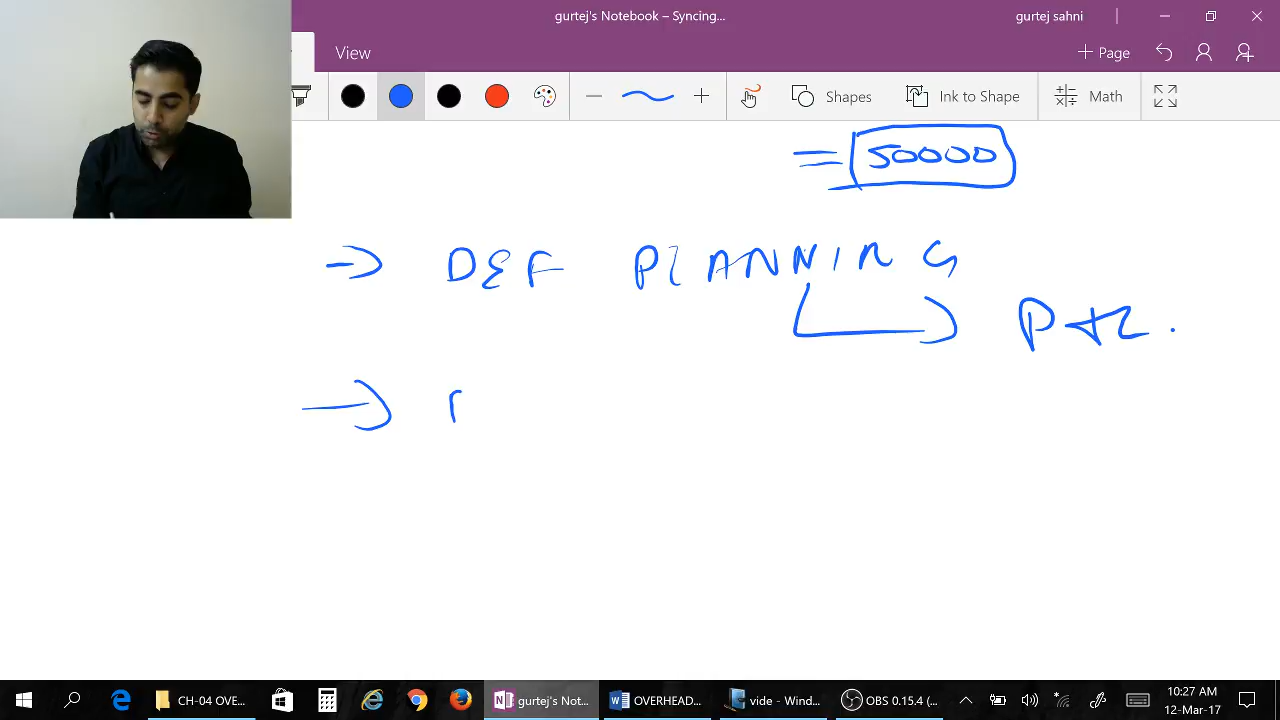 gurtej's Notebook – Syncing...
gurtej sahni
View
Page
Shapes
Ink to Shape
Math
= 50000
→ DEF PLANNING
→
CH-04 OVE...
gurtej's Not...
OVERHEAD...
vide - Wind...
OBS 0.15.4 (...
10:27 AM
12-Mar-17